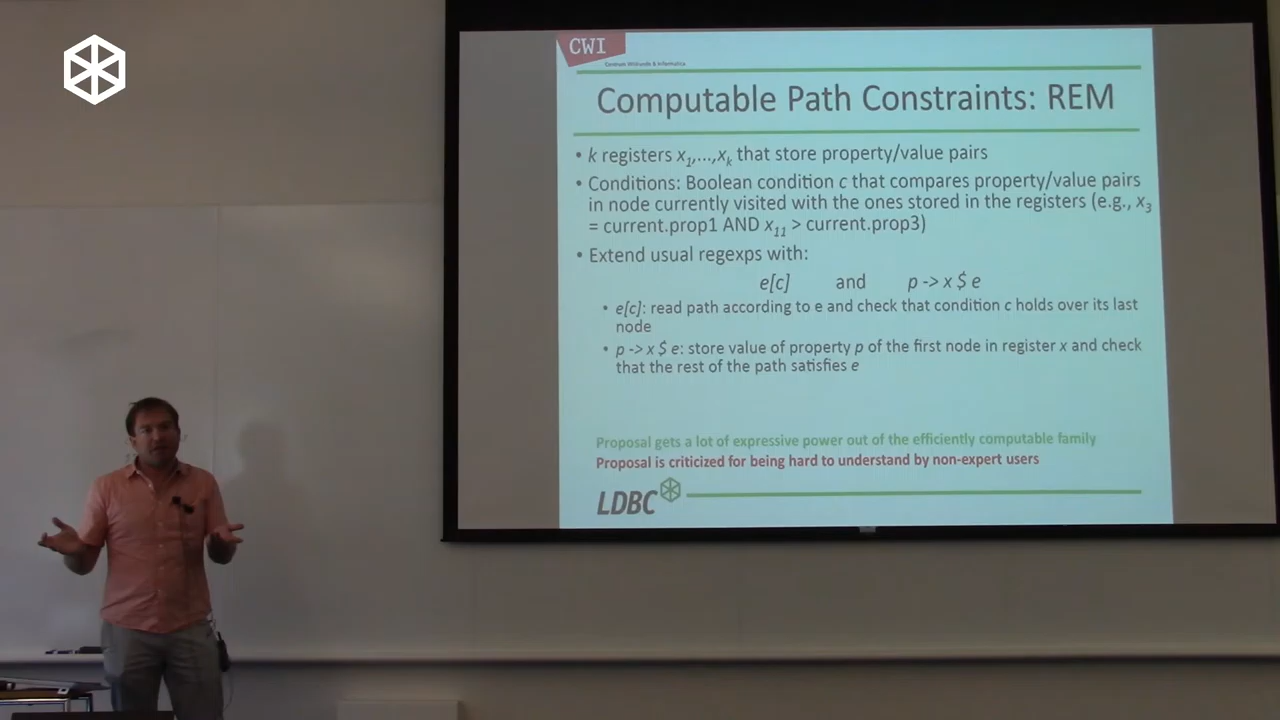 CWI
Centrum Wiskunde & Informatica
Computable Path Constraints: REM
• k registers x1,...,xk that store property/value pairs
• Conditions: Boolean condition c that compares property/value pairs
in node currently visited with the ones stored in the registers (e.g., x3
= current.prop1 AND x11 > current.prop3)
• Extend usual regexps with:
e[c] and p -> x $ e
• e[c]: read path according to e and check that condition c holds over its last
node
• p -> x $ e: store value of property p of the first node in register x and check
that the rest of the path satisfies e
Proposal gets a lot of expressive power out of the efficiently computable family
Proposal is criticized for being hard to understand by non-expert users
LDBC